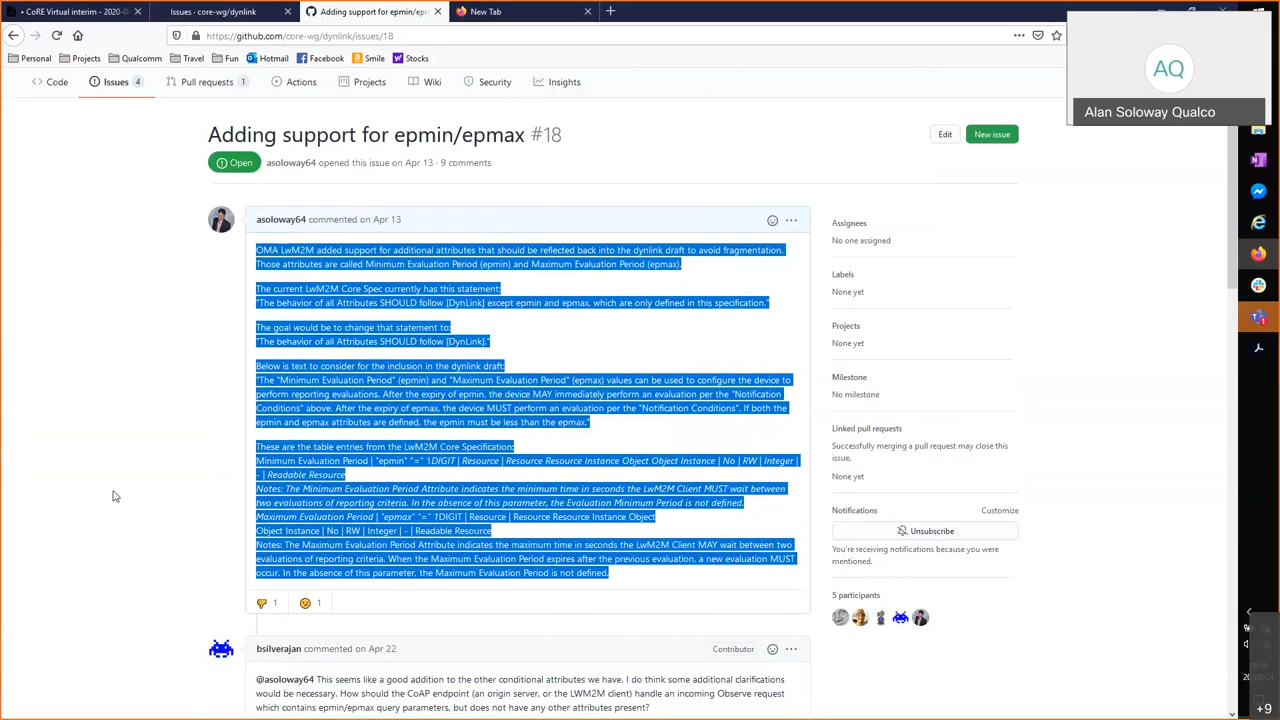 • CoRE Virtual interim - 2020-0
Issues · core-wg/dynlink
Adding support for epmin/epm
New Tab
https://github.com/core-wg/dynlink/issues/18
Personal
Projects
Qualcomm
Travel
Fun
Hotmail
Facebook
Smile
Stocks
AQ
Alan Soloway Qualco
Code
Issues 4
Pull requests 1
Actions
Projects
Wiki
Security
Insights
Adding support for epmin/epmax #18
Edit
New issue
Open
asoloway64 opened this issue on Apr 13 · 9 comments
asoloway64 commented on Apr 13
OMA LwM2M added support for additional attributes that should be reflected back into the dynlink draft to avoid fragmentation.
Those attributes are called Minimum Evaluation Period (epmin) and Maximum Evaluation Period (epmax).
The current LwM2M Core Spec currently has this statement:
"The behavior of all Attributes SHOULD follow [DynLink] except epmin and epmax, which are only defined in this specification."
The goal would be to change that statement to:
"The behavior of all Attributes SHOULD follow [DynLink]."
Below is text to consider for the inclusion in the dynlink draft:
"The "Minimum Evaluation Period" (epmin) and "Maximum Evaluation Period" (epmax) values can be used to configure the device to
perform reporting evaluations. After the expiry of epmin, the device MAY immediately perform an evaluation per the "Notification
Conditions" above. After the expiry of epmax, the device MUST perform an evaluation per the "Notification Conditions". If both the
epmin and epmax attributes are defined, the epmin must be less than the epmax."
These are the table entries from the LwM2M Core Specification:
Minimum Evaluation Period | "epmin" "=" 1DIGIT | Resource | Resource Resource Instance Object Object Instance | No | RW | Integer |
- | Readable Resource
Notes: The Minimum Evaluation Period Attribute indicates the minimum time in seconds the LwM2M Client MUST wait between
two evaluations of reporting criteria. In the absence of this parameter, the Evaluation Minimum Period is not defined.
Maximum Evaluation Period | "epmax" "=" 1DIGIT | Resource | Resource Resource Instance Object
Object Instance | No | RW | Integer | - | Readable Resource
Notes: The Maximum Evaluation Period Attribute indicates the maximum time in seconds the LwM2M Client MAY wait between two
evaluations of reporting criteria. When the Maximum Evaluation Period expires after the previous evaluation, a new evaluation MUST
occur. In the absence of this parameter, the Maximum Evaluation Period is not defined.
1
1
bsilverajan commented on Apr 22
Contributor
@asoloway64 This seems like a good addition to the other conditional attributes we have. I do think some additional clarifications
would be necessary. How should the CoAP endpoint (an origin server, or the LWM2M client) handle an incoming Observe request
which contains epmin/epmax query parameters, but does not have any other attributes present?
Assignees
No one assigned
Labels
None yet
Projects
None yet
Milestone
No milestone
Linked pull requests
Successfully merging a pull request may close this
issue.
None yet
Notifications
Customize
Unsubscribe
You're receiving notifications because you were
mentioned.
5 participants
+9